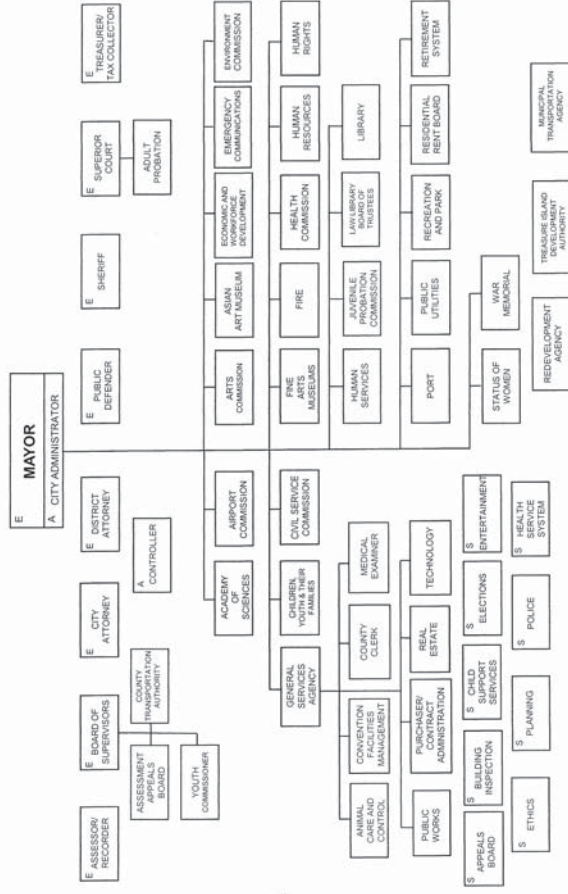 E
MAYOR
A CITY ADMINISTRATOR
E ASSESSOR/
RECORDER
E BOARD OF
SUPERVISORS
E CITY
ATTORNEY
E DISTRICT
ATTORNEY
E PUBLIC
DEFENDER
E SHERIFF
E SUPERIOR
COURT
E TREASURER/
TAX COLLECTOR
ASSESSMENT
APPEALS
BOARD
COUNTY
TRANSPORTATION
AUTHORITY
YOUTH
COMMISSIONER
A CONTROLLER
ADULT
PROBATION
ACADEMY
OF
SCIENCES
AIRPORT
COMMISSION
ARTS
COMMISSION
ASIAN
ART MUSEUM
ECONOMIC AND
WORKFORCE
DEVELOPMENT
EMERGENCY
COMMUNICATIONS
ENVIRONMENT
COMMISSION
GENERAL
SERVICES
AGENCY
CHILDREN,
YOUTH & THEIR
FAMILIES
CIVIL SERVICE
COMMISSION
FINE
ARTS
MUSEUMS
FIRE
HEALTH
COMMISSION
HUMAN
RESOURCES
HUMAN
RIGHTS
HUMAN
SERVICES
JUVENILE
PROBATION
COMMISSION
LAW LIBRARY
BOARD OF
TRUSTEES
LIBRARY
ANIMAL
CARE AND
CONTROL
CONVENTION
FACILITIES
MANAGEMENT
COUNTY
CLERK
MEDICAL
EXAMINER
PUBLIC
WORKS
PURCHASER/
CONTRACT
ADMINISTRATION
REAL
ESTATE
TECHNOLOGY
PORT
PUBLIC
UTILITIES
RECREATION
AND PARK
RESIDENTIAL
RENT BOARD
RETIREMENT
SYSTEM
STATUS OF
WOMEN
WAR
MEMORIAL
S APPEALS
BOARD
S BUILDING
INSPECTION
S CHILD
SUPPORT
SERVICES
S ELECTIONS
S ENTERTAINMENT
S ETHICS
S PLANNING
S POLICE
S HEALTH
SERVICE
SYSTEM
REDEVELOPMENT
AGENCY
TREASURE ISLAND
DEVELOPMENT
AUTHORITY
MUNICIPAL
TRANSPORTATION
AGENCY